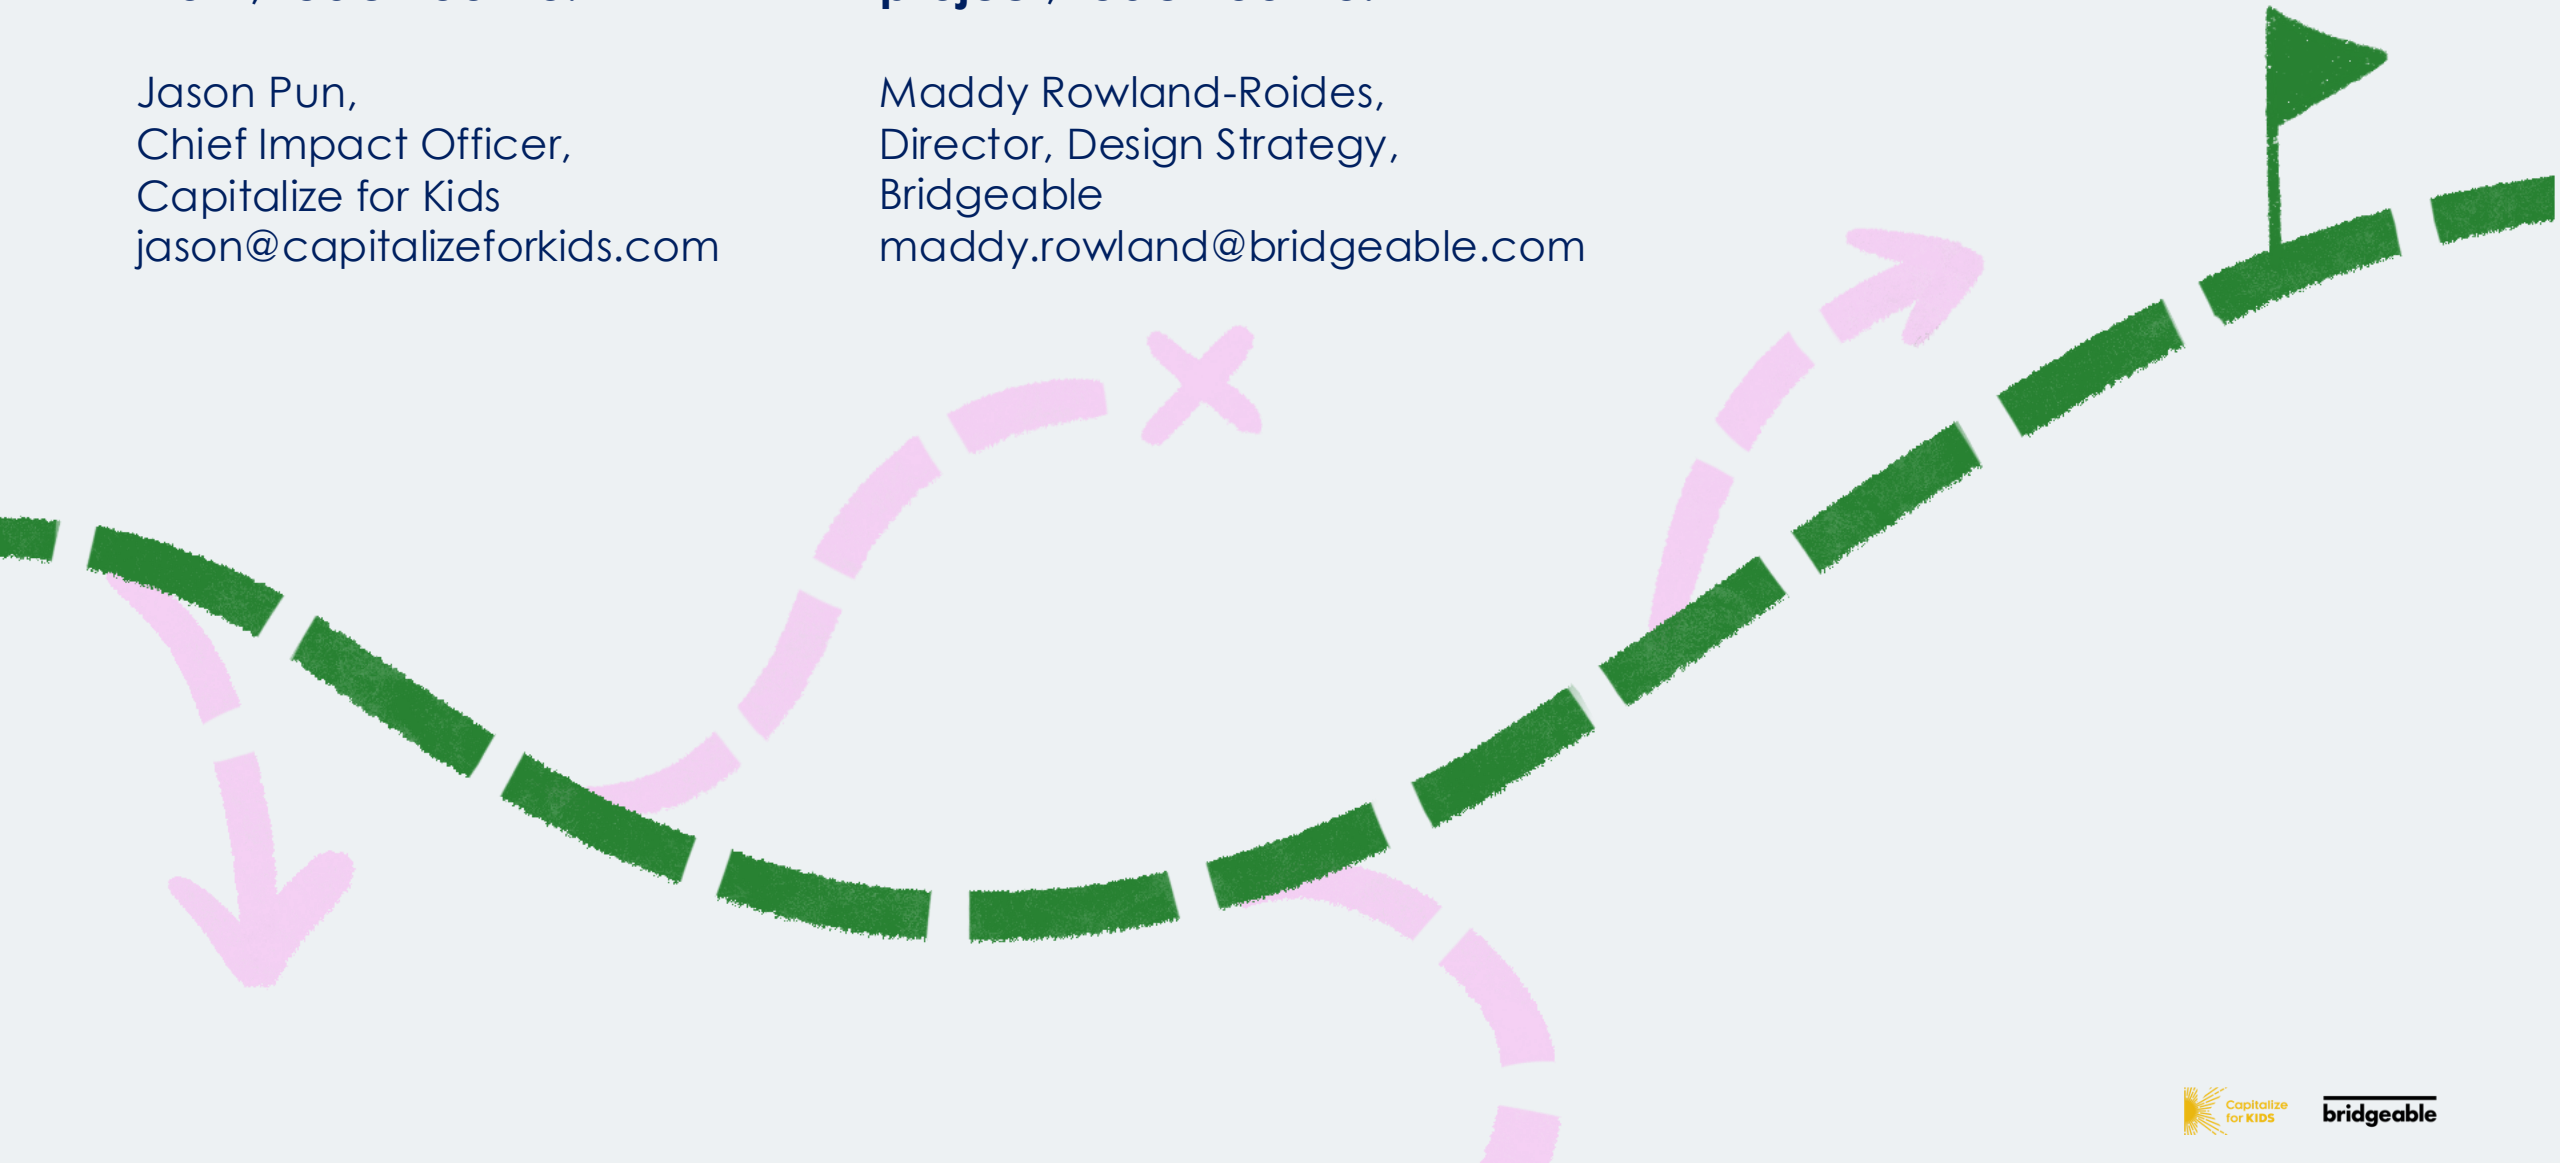 Jason Pun,
Chief Impact Officer,
Capitalize for Kids
jason@capitalizeforkids.com
Maddy Rowland-Roides,
Director, Design Strategy,
Bridgeable
maddy.rowland@bridgeable.com
Capitalize
for KIDS
bridgeable